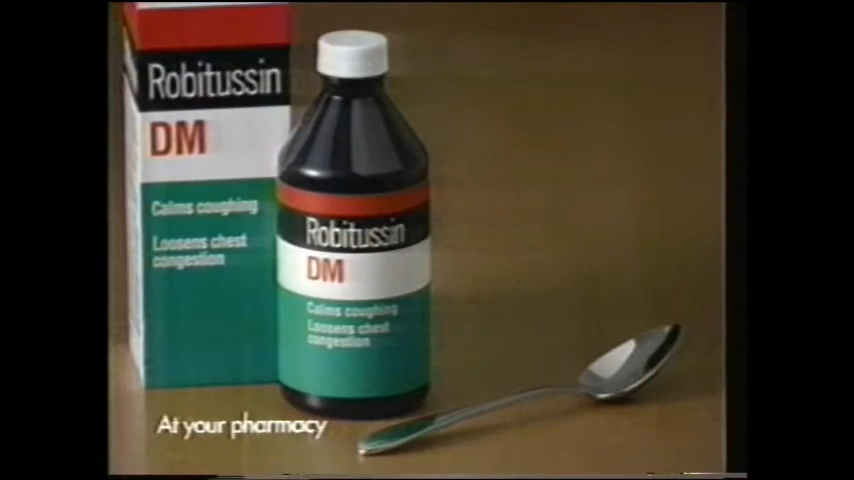 Robitussin
DM
Calms coughing
Loosens chest
congestion
Robitussin
DM
Calms coughing
Loosens chest
congestion
At your pharmacy